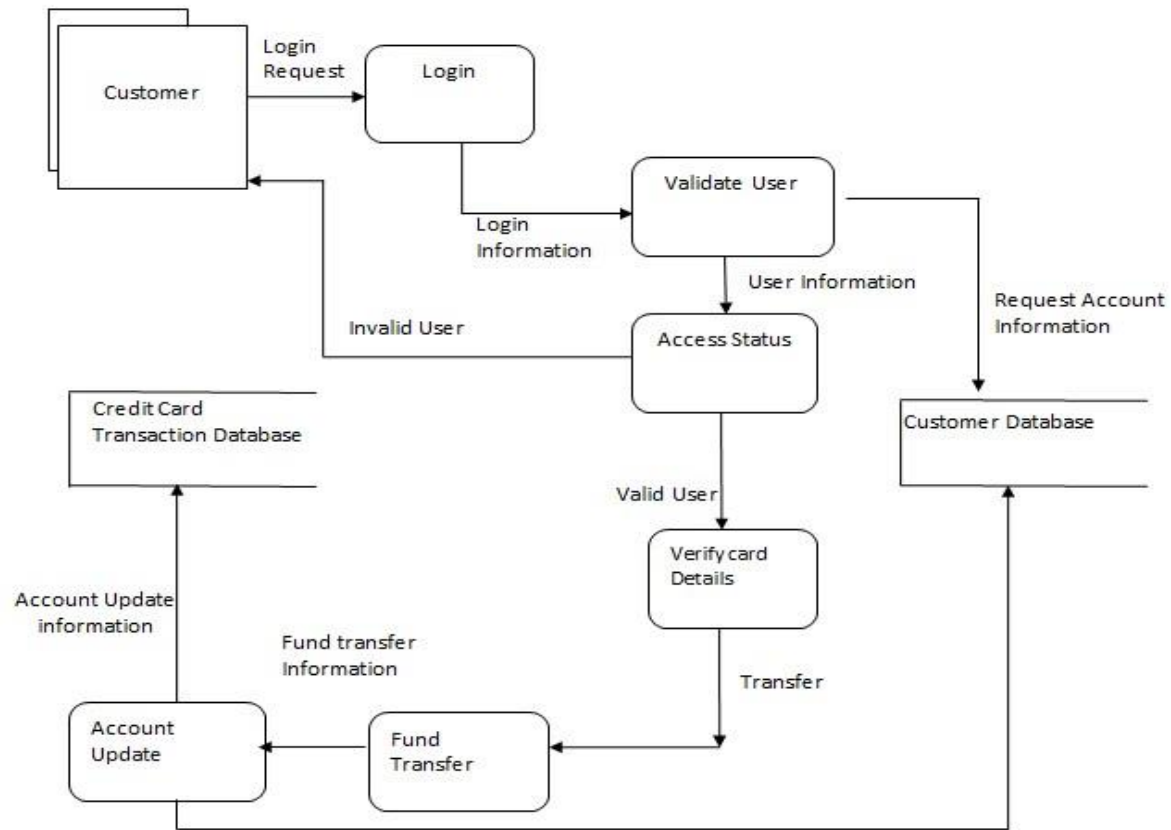 Login
Request
Login
Customer
Validate User
Login
Information
User Information
Request Account
Information
Invalid User
Access Status
Credit Card
Transaction Database
Customer Database
Valid User
Verify card
Details
Account Update
information
Fund transfer
Information
Transfer
Account
Update
Fund
Transfer